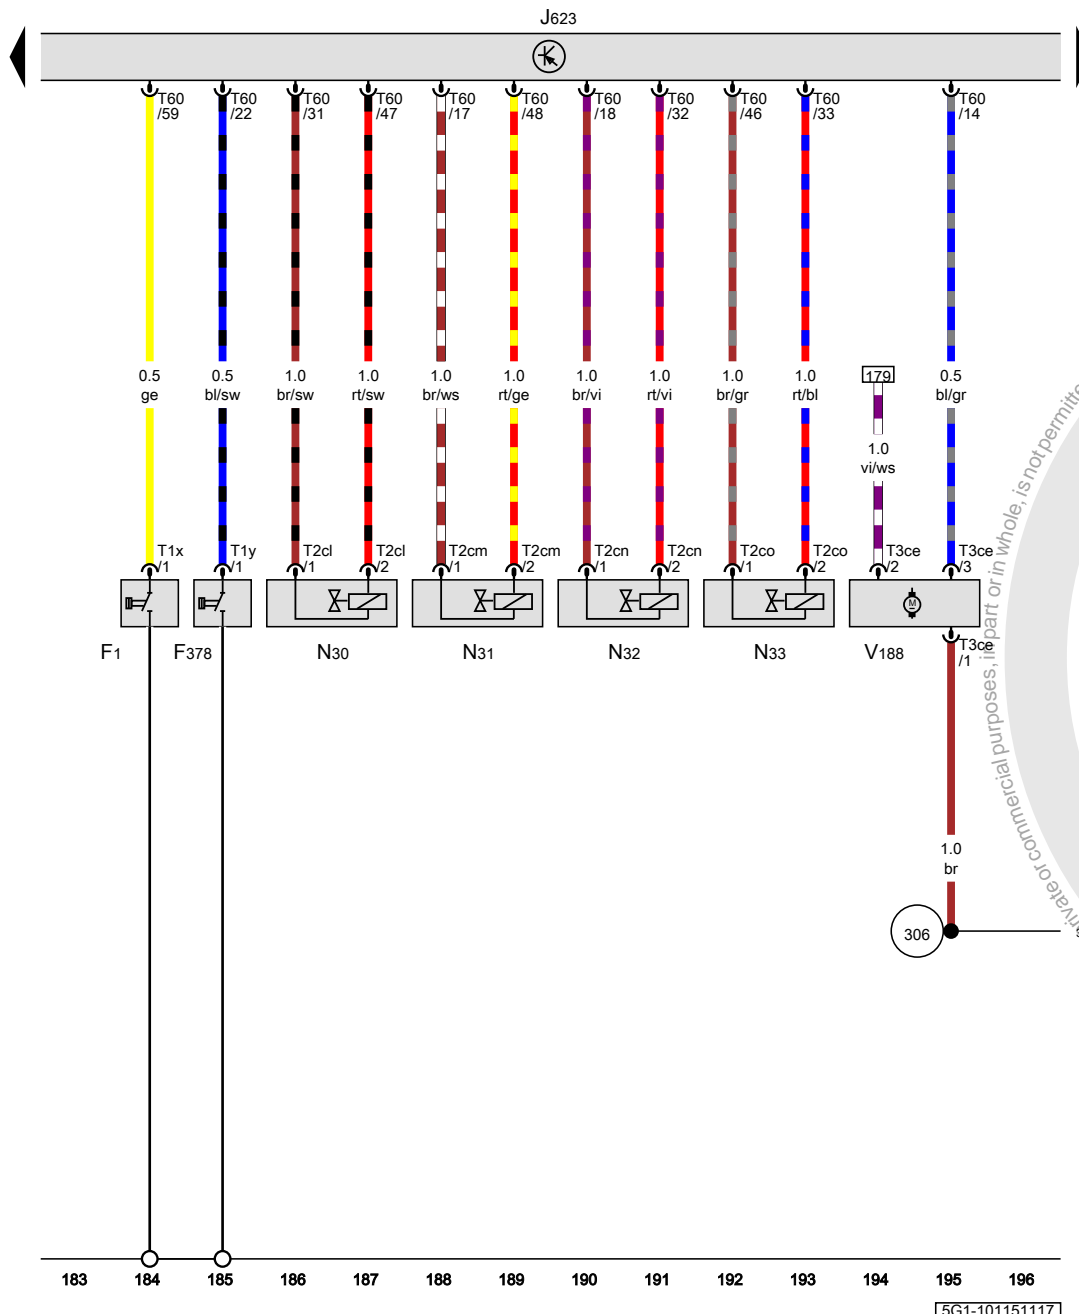 J623
T60 T60 T60 T60 T60 T60 T60 T60 T60 T60 T60
/59 /22 /31 /47 /17 /48 /18 /32 /46 /33 /14
0.5 0.5 1.0 1.0 1.0 1.0 1.0 1.0 1.0 1.0 179 0.5
ge bl/sw br/sw rt/sw br/ws rt/ge br/vi rt/vi br/gr rt/bl bl/gr
1.0
vi/ws
T1x T1y T2cl T2cl T2cm T2cm T2cn T2cn T2co T2co T3ce T3ce
/1 /1 /1 /2 /1 /2 /1 /2 /1 /2 /2 /3
M
F1 F378 N30 N31 N32 N33 V188 T3ce
/1
1.0
br
306
183 184 185 186 187 188 189 190 191 192 193 194 195 196
5G1-101151117
commercial purposes, in part or in whole, is not